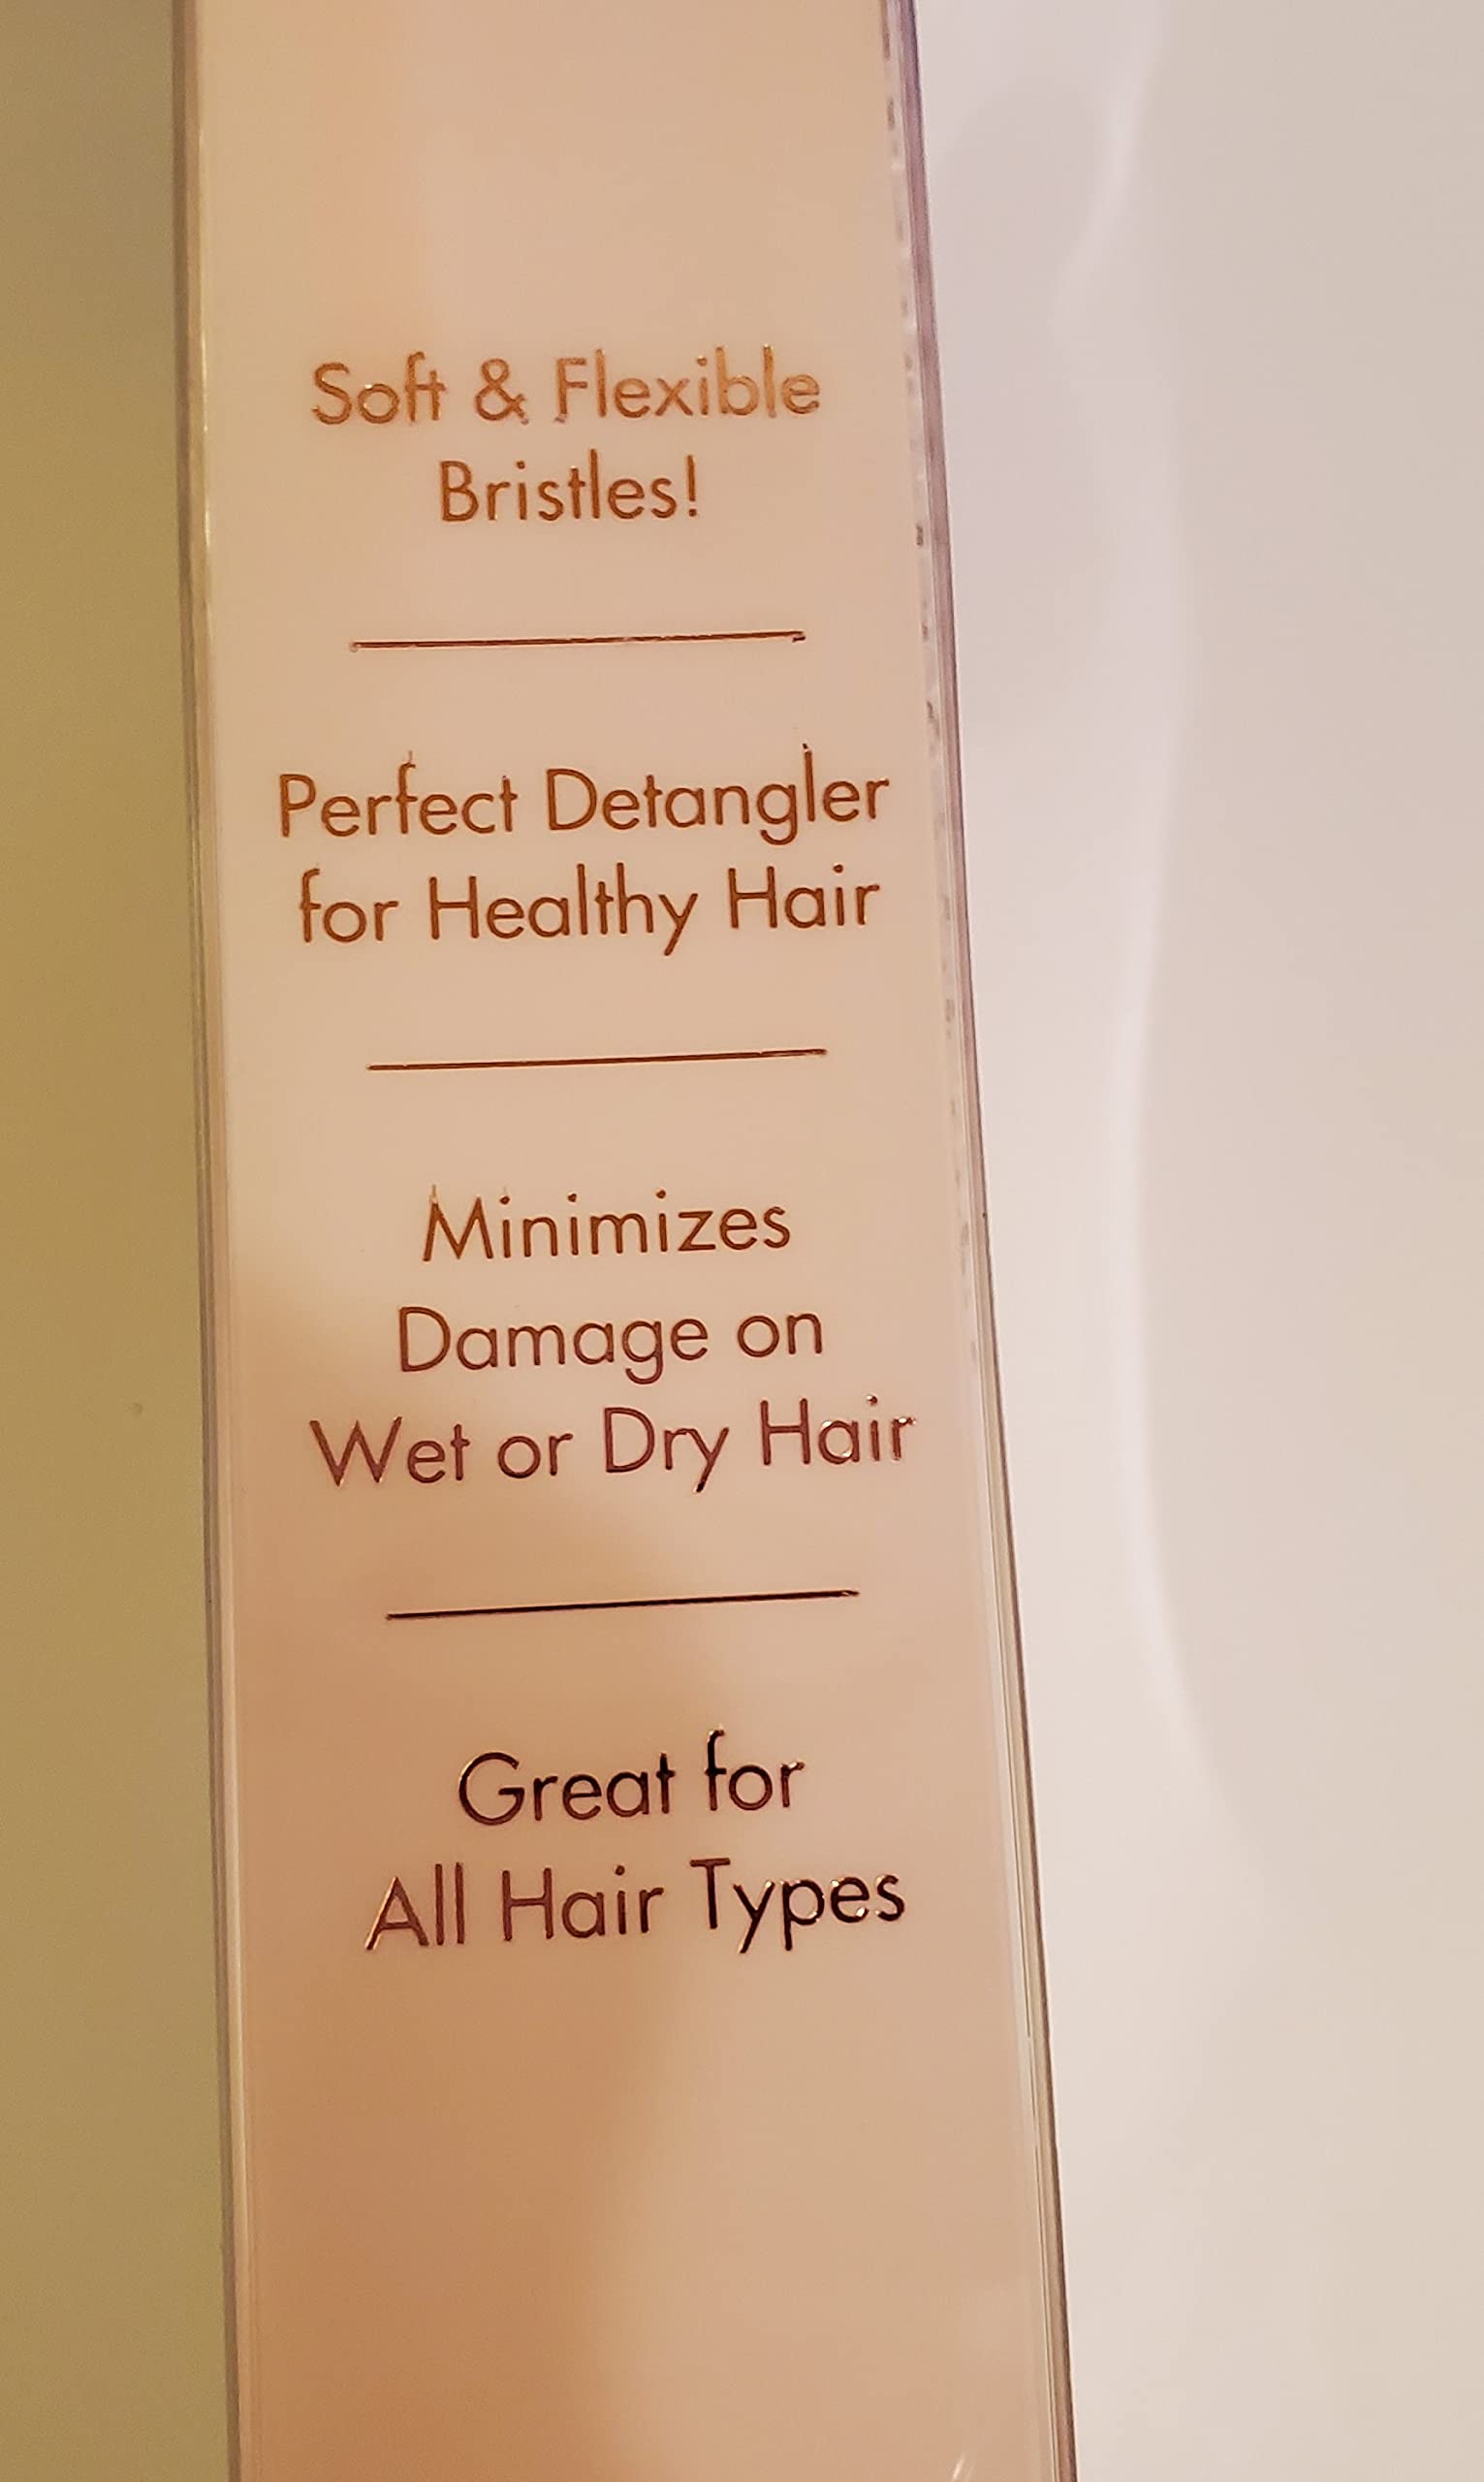 Soft & Flexible
Bristles!
Perfect Detangler
for Healthy Hair
Minimizes
Damage on
Wet or Dry Hair
Great for
All Hair Types